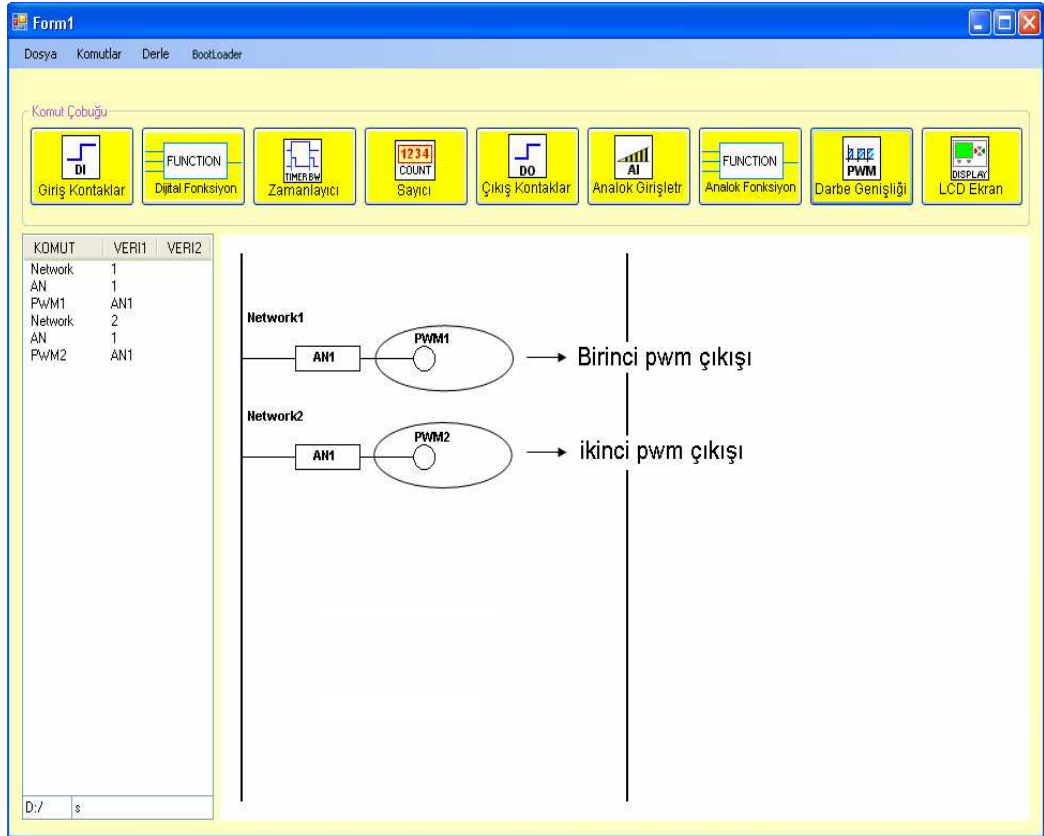 Form1
Dosya Komutlar Derle BootLoader
Komut Çobuğu
DI
Giriş Kontaklar
FUNCTION
Dijital Fonksiyon
TIMER BW
Zamanlayıcı
1234
COUNT
Sayıcı
DO
Çıkış Kontaklar
AI
Analok Girişletr
FUNCTION
Analok Fonksiyon
PWM
Darbe Genişliği
DISPLAY
LCD Ekran
KOMUT VERI1 VERI2
Network 1
AN 1
PWM1 AN1
Network 2
AN 1
PWM2 AN1
D:/ s
Network1
AN1 PWM1 Birinci pwm çıkışı
Network2
AN1 PWM2 ikinci pwm çıkışı